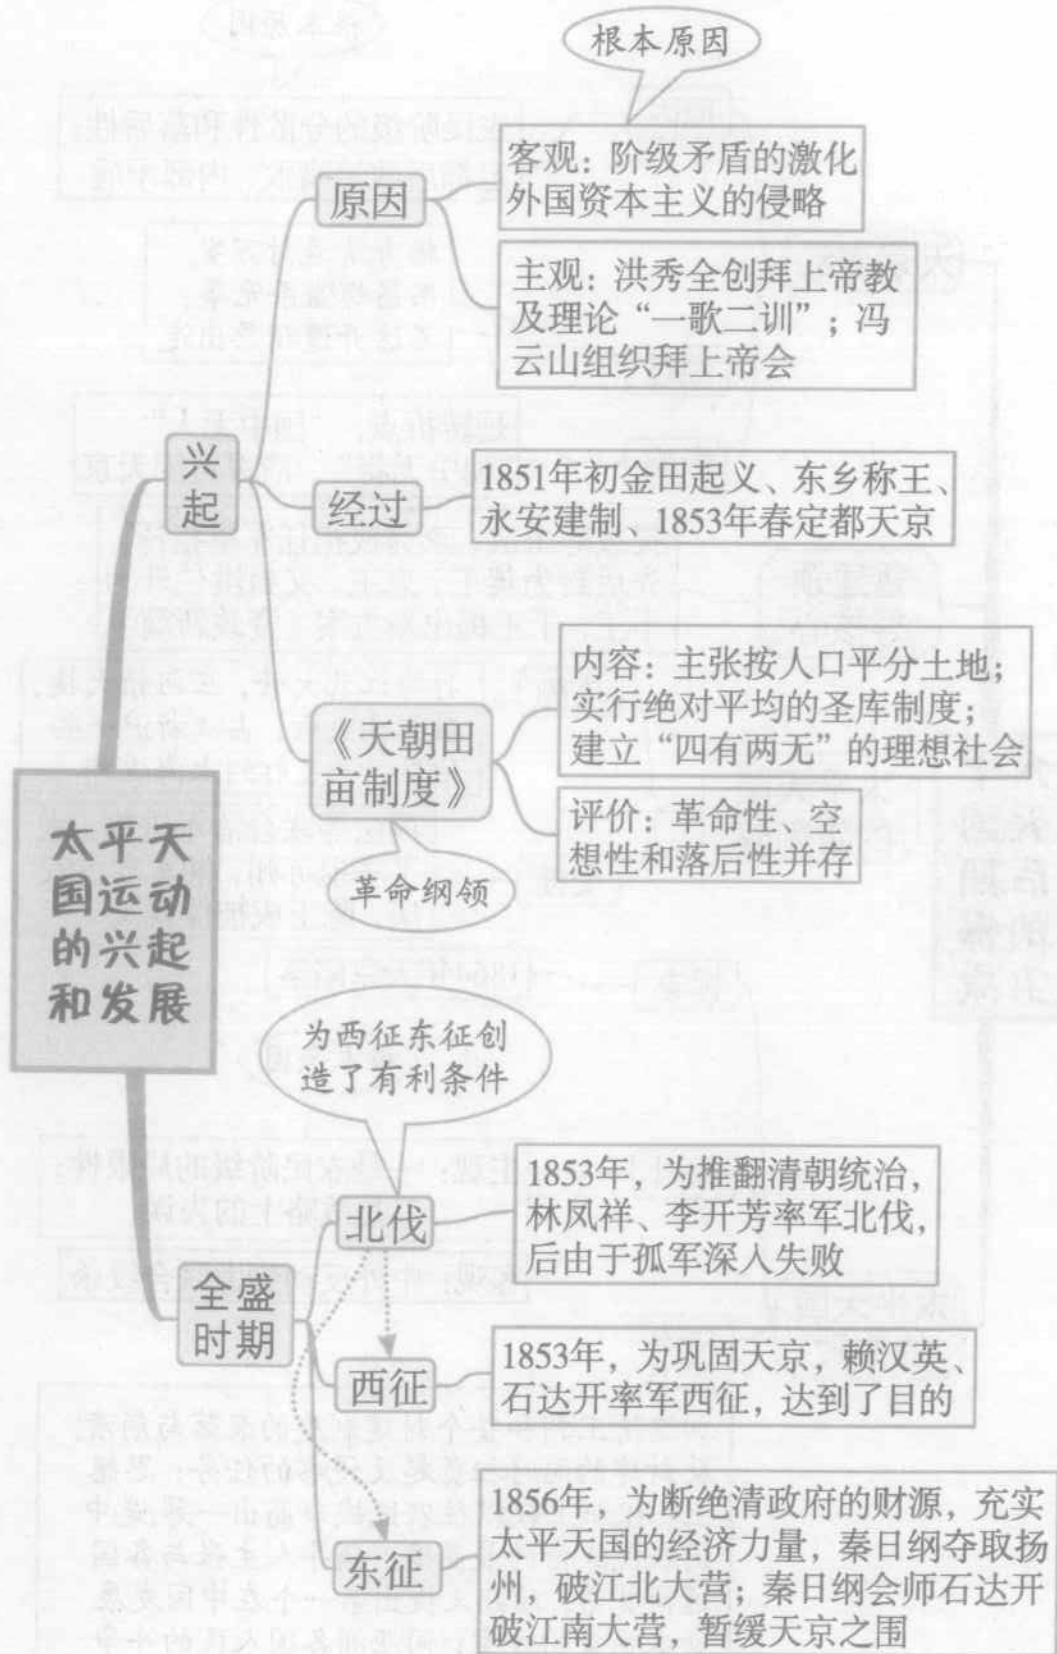 根本原因
客观：阶级矛盾的激化
外国资本主义的侵略
原因
主观：洪秀全创拜上帝教
及理论“一歌二训”；冯
云山组织拜上帝会
兴
起
经过
1851年初金田起义、东乡称王、
永安建制、1853年春定都天京
内容：主张按人口平分土地；
实行绝对平均的圣库制度；
建立“四有两无”的理想社会
《天朝田
亩制度》
评价：革命性、空
想性和落后性并存
革命纲领
太平天
国运动
的兴起
和发展
为西征东征创
造了有利条件
北伐
1853年，为推翻清朝统治，
林凤祥、李开芳率军北伐，
后由于孤军深入失败
全盛
时期
西征
1853年，为巩固天京，赖汉英、
石达开率军西征，达到了目的
东征
1856年，为断绝清政府的财源，充实
太平天国的经济力量，秦日纲夺取扬
州，破江北大营；秦日纲会师石达开
破江南大营，暂缓天京之围